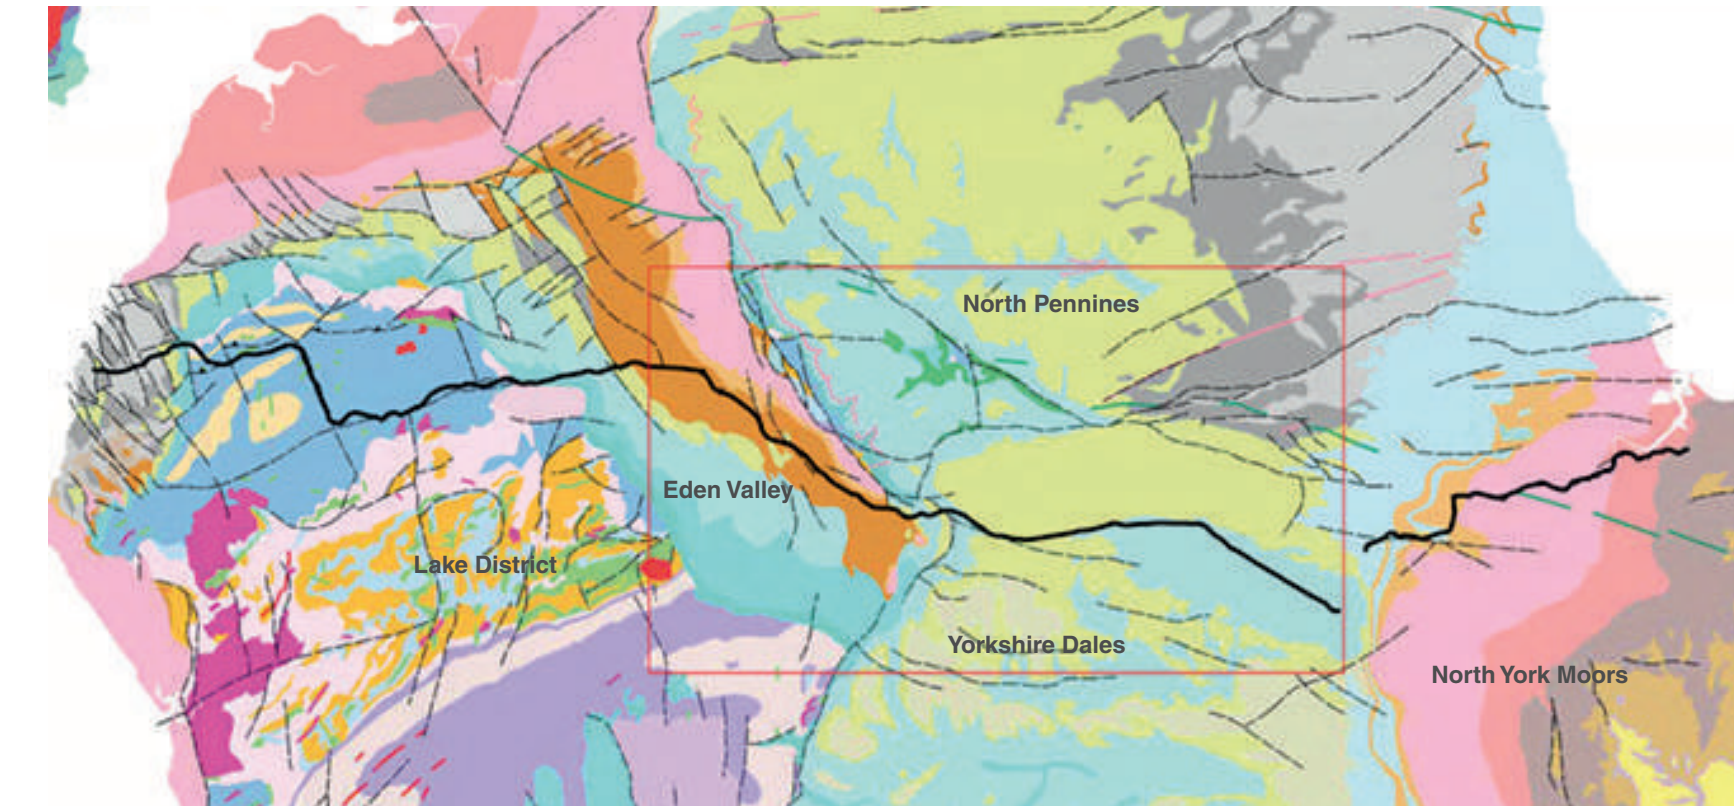 North Pennines
Eden Valley
Lake District
Yorkshire Dales
North York Moors